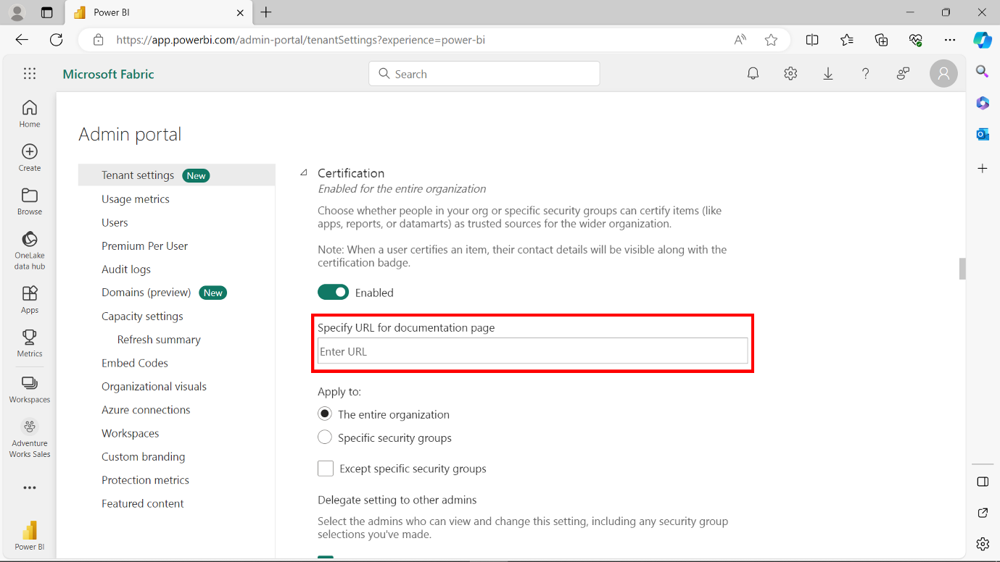 Power BI
https://app.powerbi.com/admin-portal/tenantSettings?experience=power-bi
Microsoft Fabric
Search
Home
Create
Browse
OneLake
data hub
Apps
Metrics
Workspaces
Adventure
Works Sales
Power BI
Admin portal
Tenant settings New
Usage metrics
Users
Premium Per User
Audit logs
Domains (preview) New
Capacity settings
Refresh summary
Embed Codes
Organizational visuals
Azure connections
Workspaces
Custom branding
Protection metrics
Featured content
Certification
Enabled for the entire organization
Choose whether people in your org or specific security groups can certify items (like
apps, reports, or datamarts) as trusted sources for the wider organization.
Note: When a user certifies an item, their contact details will be visible along with the
certification badge.
Enabled
Specify URL for documentation page
Enter URL
Apply to:
The entire organization
Specific security groups
Except specific security groups
Delegate setting to other admins
Select the admins who can view and change this setting, including any security group
selections you've made.